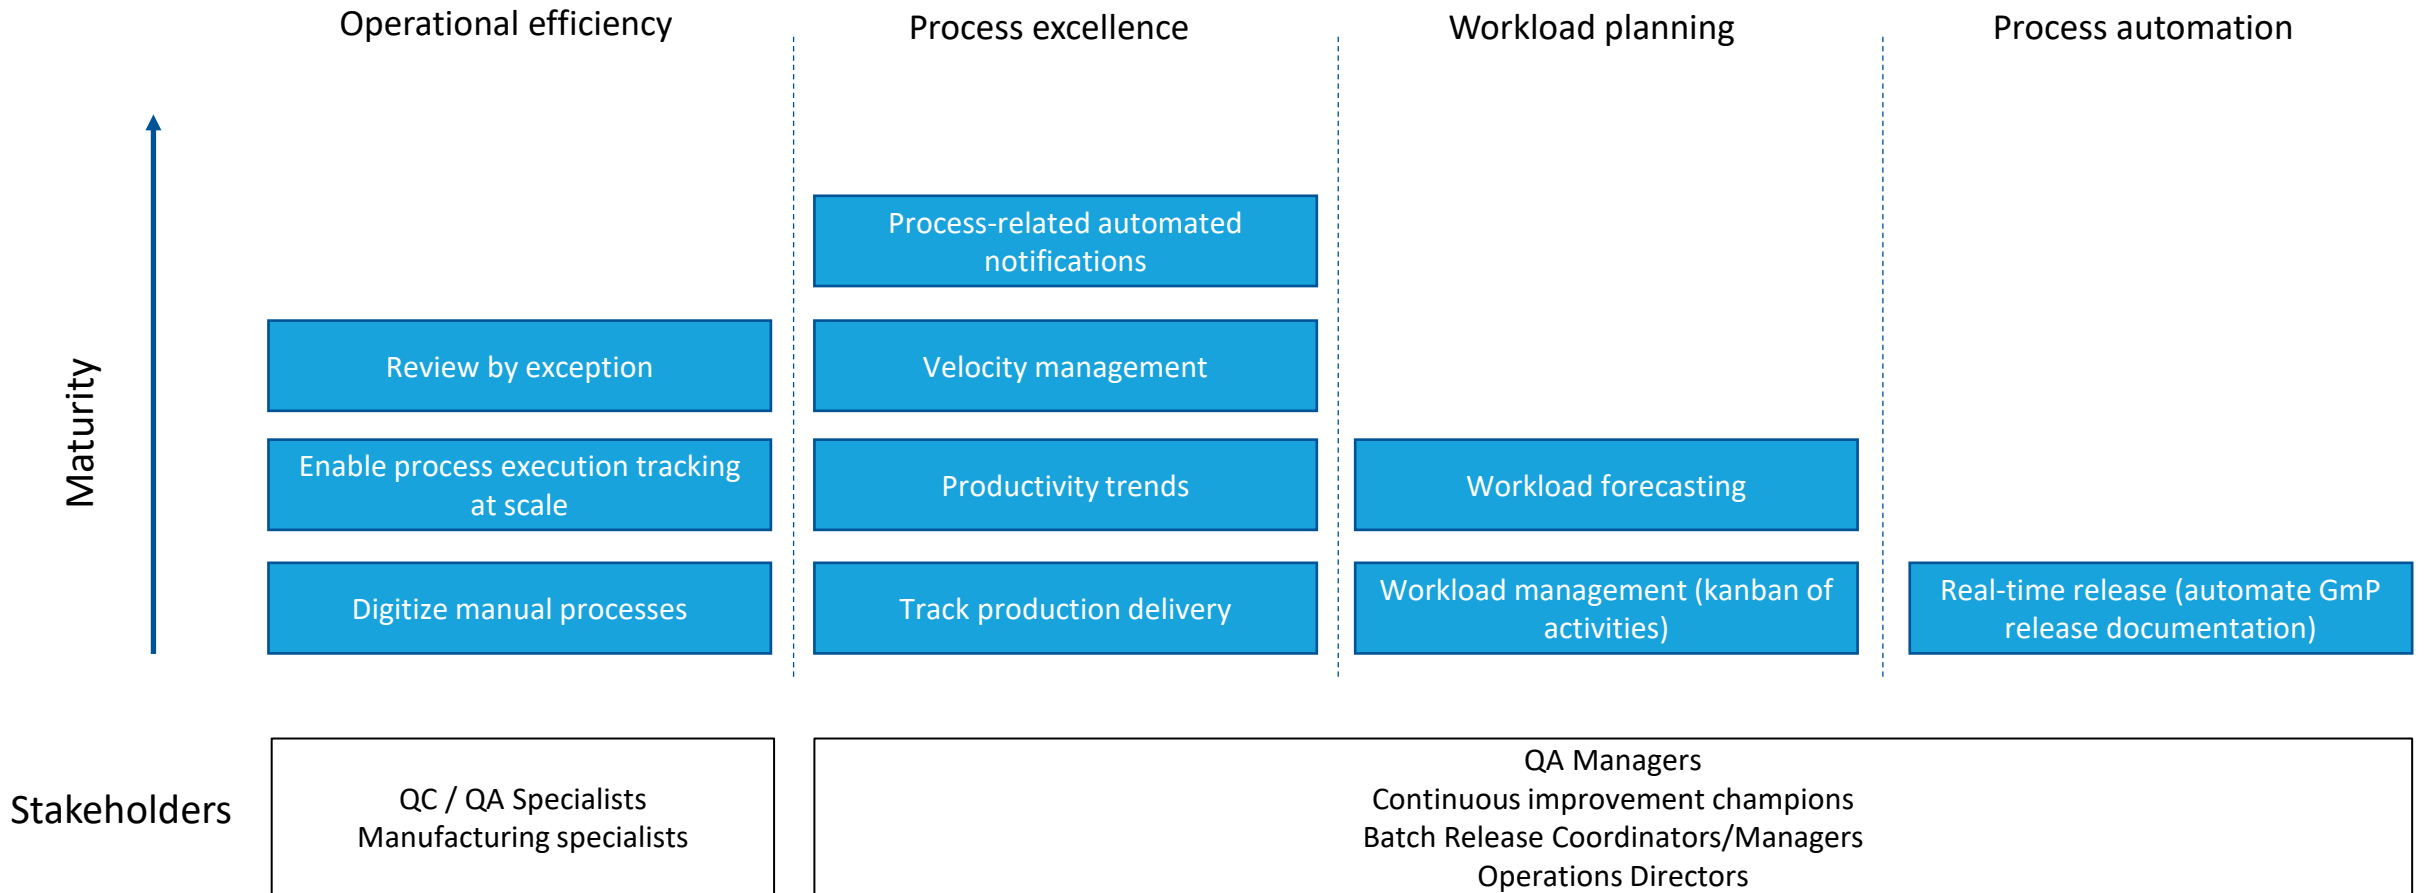 Operational efficiency
Process excellence
Workload planning
Process automation
Maturity
Process-related automated
notifications
Review by exception
Velocity management
Enable process execution tracking
at scale
Productivity trends
Workload forecasting
Digitize manual processes
Track production delivery
Workload management (kanban of
activities)
Real-time release (automate GmP
release documentation)
Stakeholders
QC / QA Specialists
Manufacturing specialists
QA Managers
Continuous improvement champions
Batch Release Coordinators/Managers
Operations Directors